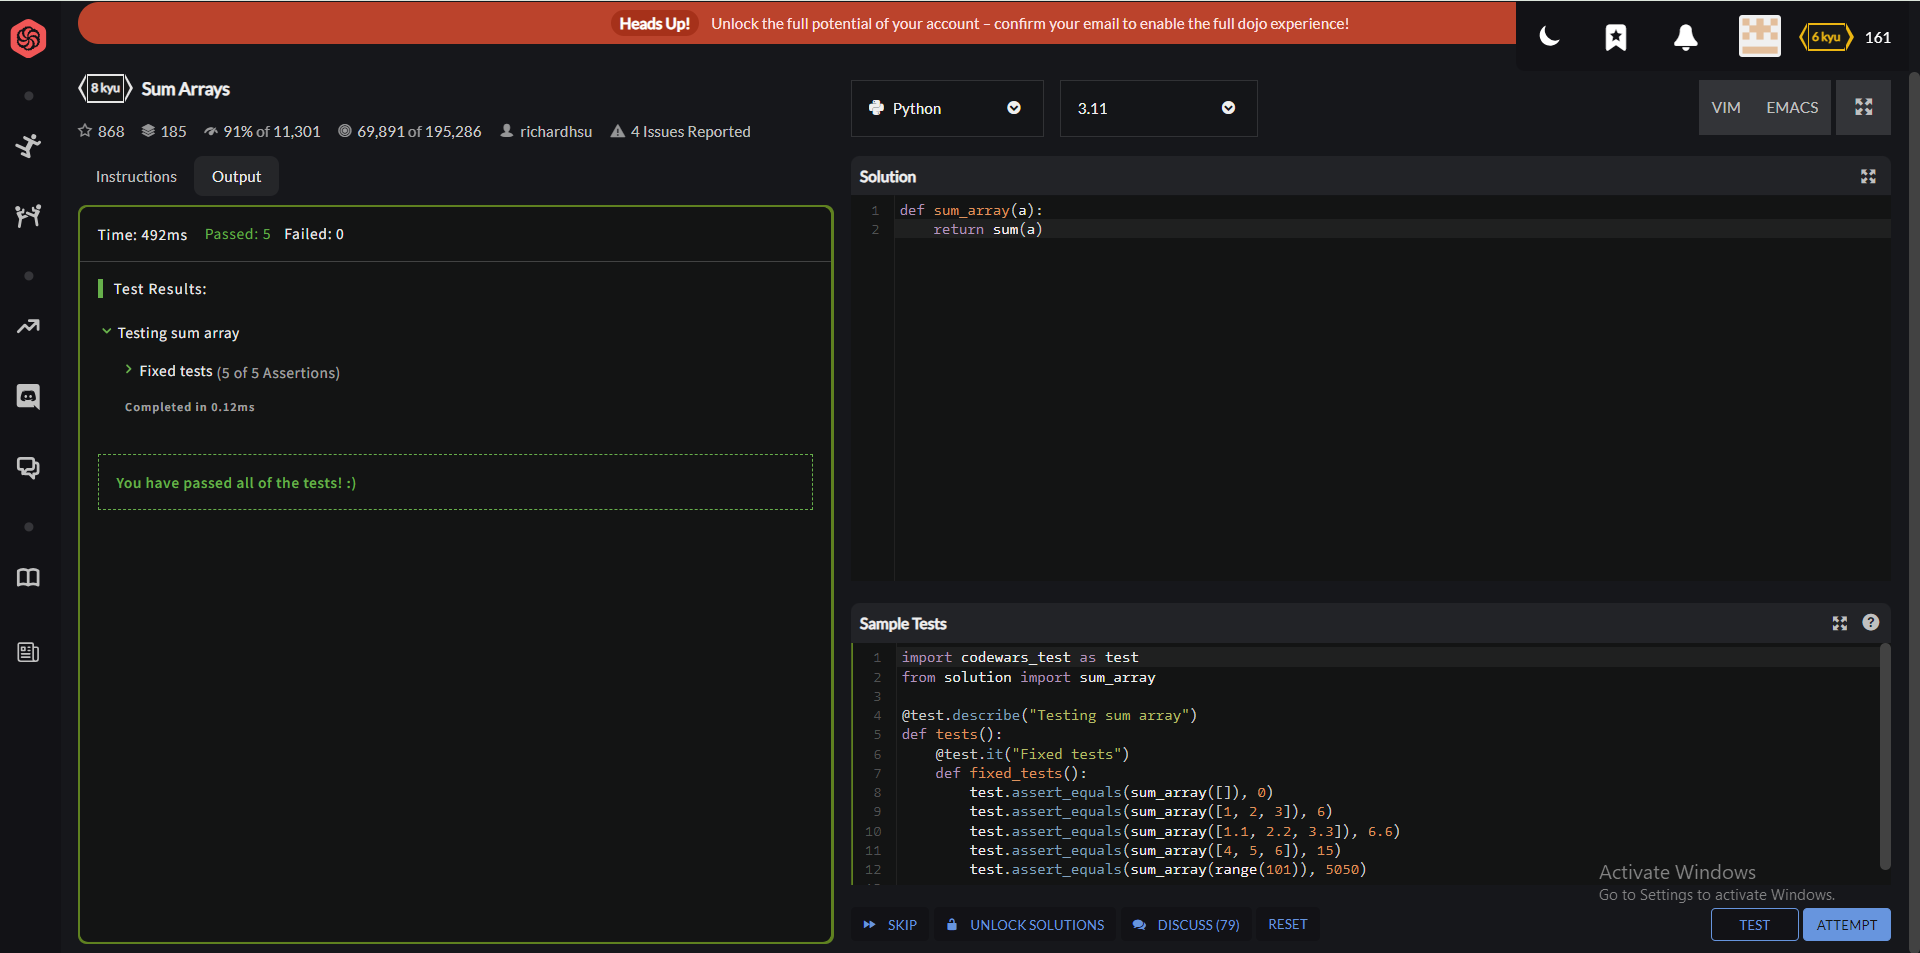 Heads Up! Unlock the full potential of your account – confirm your email to enable the full dojo experience!
6 kyu 161
8 kyu Sum Arrays
868 185 91% of 11,301 69,891 of 195,286 richardhsu 4 Issues Reported
Instructions Output
Time: 492ms Passed: 5 Failed: 0
Test Results:
Testing sum array
Fixed tests (5 of 5 Assertions)
Completed in 0.12ms
You have passed all of the tests! :)
Python 3.11 VIM EMACS
Solution
1 def sum_array(a):
2     return sum(a)
Sample Tests
1 import codewars_test as test
2 from solution import sum_array
3
4 @test.describe("Testing sum array")
5 def tests():
6     @test.it("Fixed tests")
7     def fixed_tests():
8         test.assert_equals(sum_array([]), 0)
9         test.assert_equals(sum_array([1, 2, 3]), 6)
10         test.assert_equals(sum_array([1.1, 2.2, 3.3]), 6.6)
11         test.assert_equals(sum_array([4, 5, 6]), 15)
12         test.assert_equals(sum_array(range(101)), 5050)
Activate Windows
Go to Settings to activate Windows.
SKIP UNLOCK SOLUTIONS DISCUSS (79) RESET TEST ATTEMPT